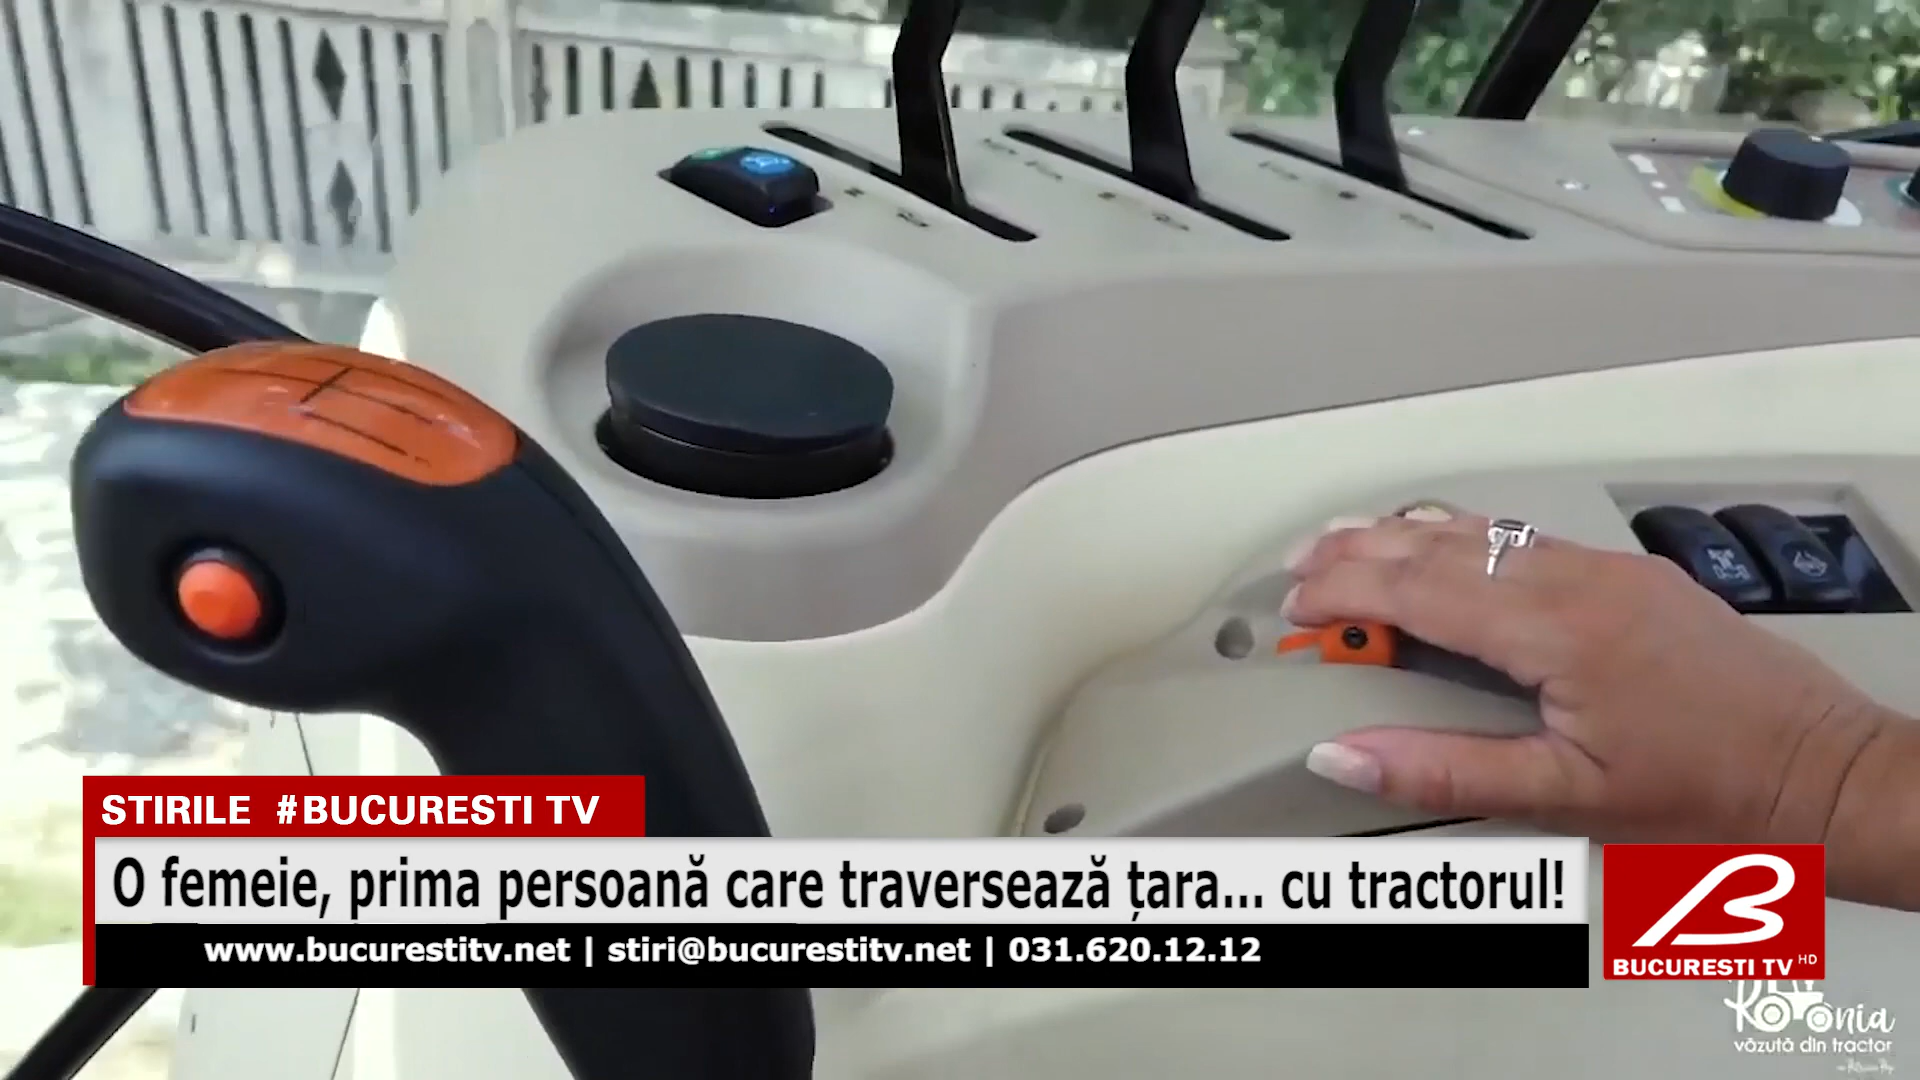 STIRILE #BUCURESTI TV
O femeie, prima persoană care traversează țara... cu tractorul!
www.bucurestitv.net | stiri@bucurestitv.net | 031.620.12.12
BUCURESTI TV HD
România
văzută din tractor